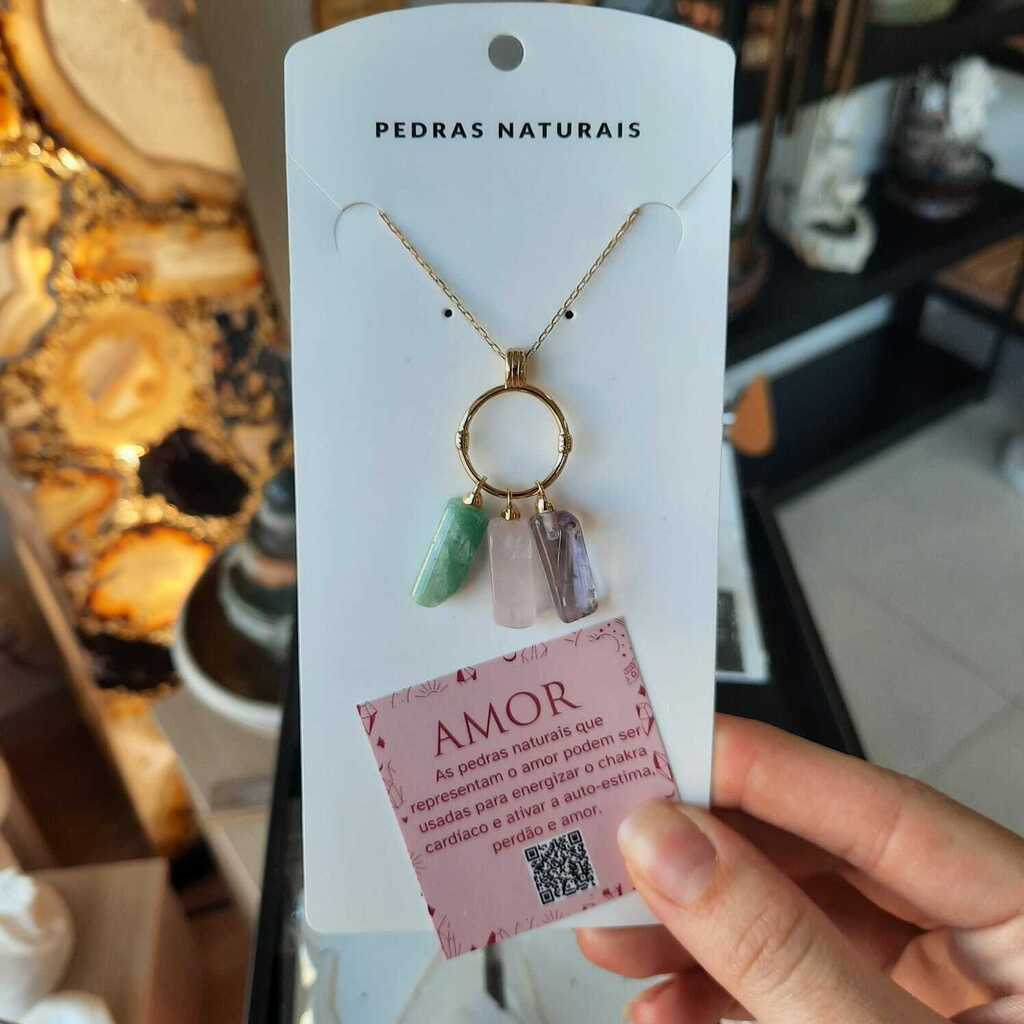 PEDRAS NATURAIS
AMOR
As pedras naturais que
representam o amor podem ser
usadas para energizar o chakra
cardíaco e ativar a auto-estima,
perdão e amor.